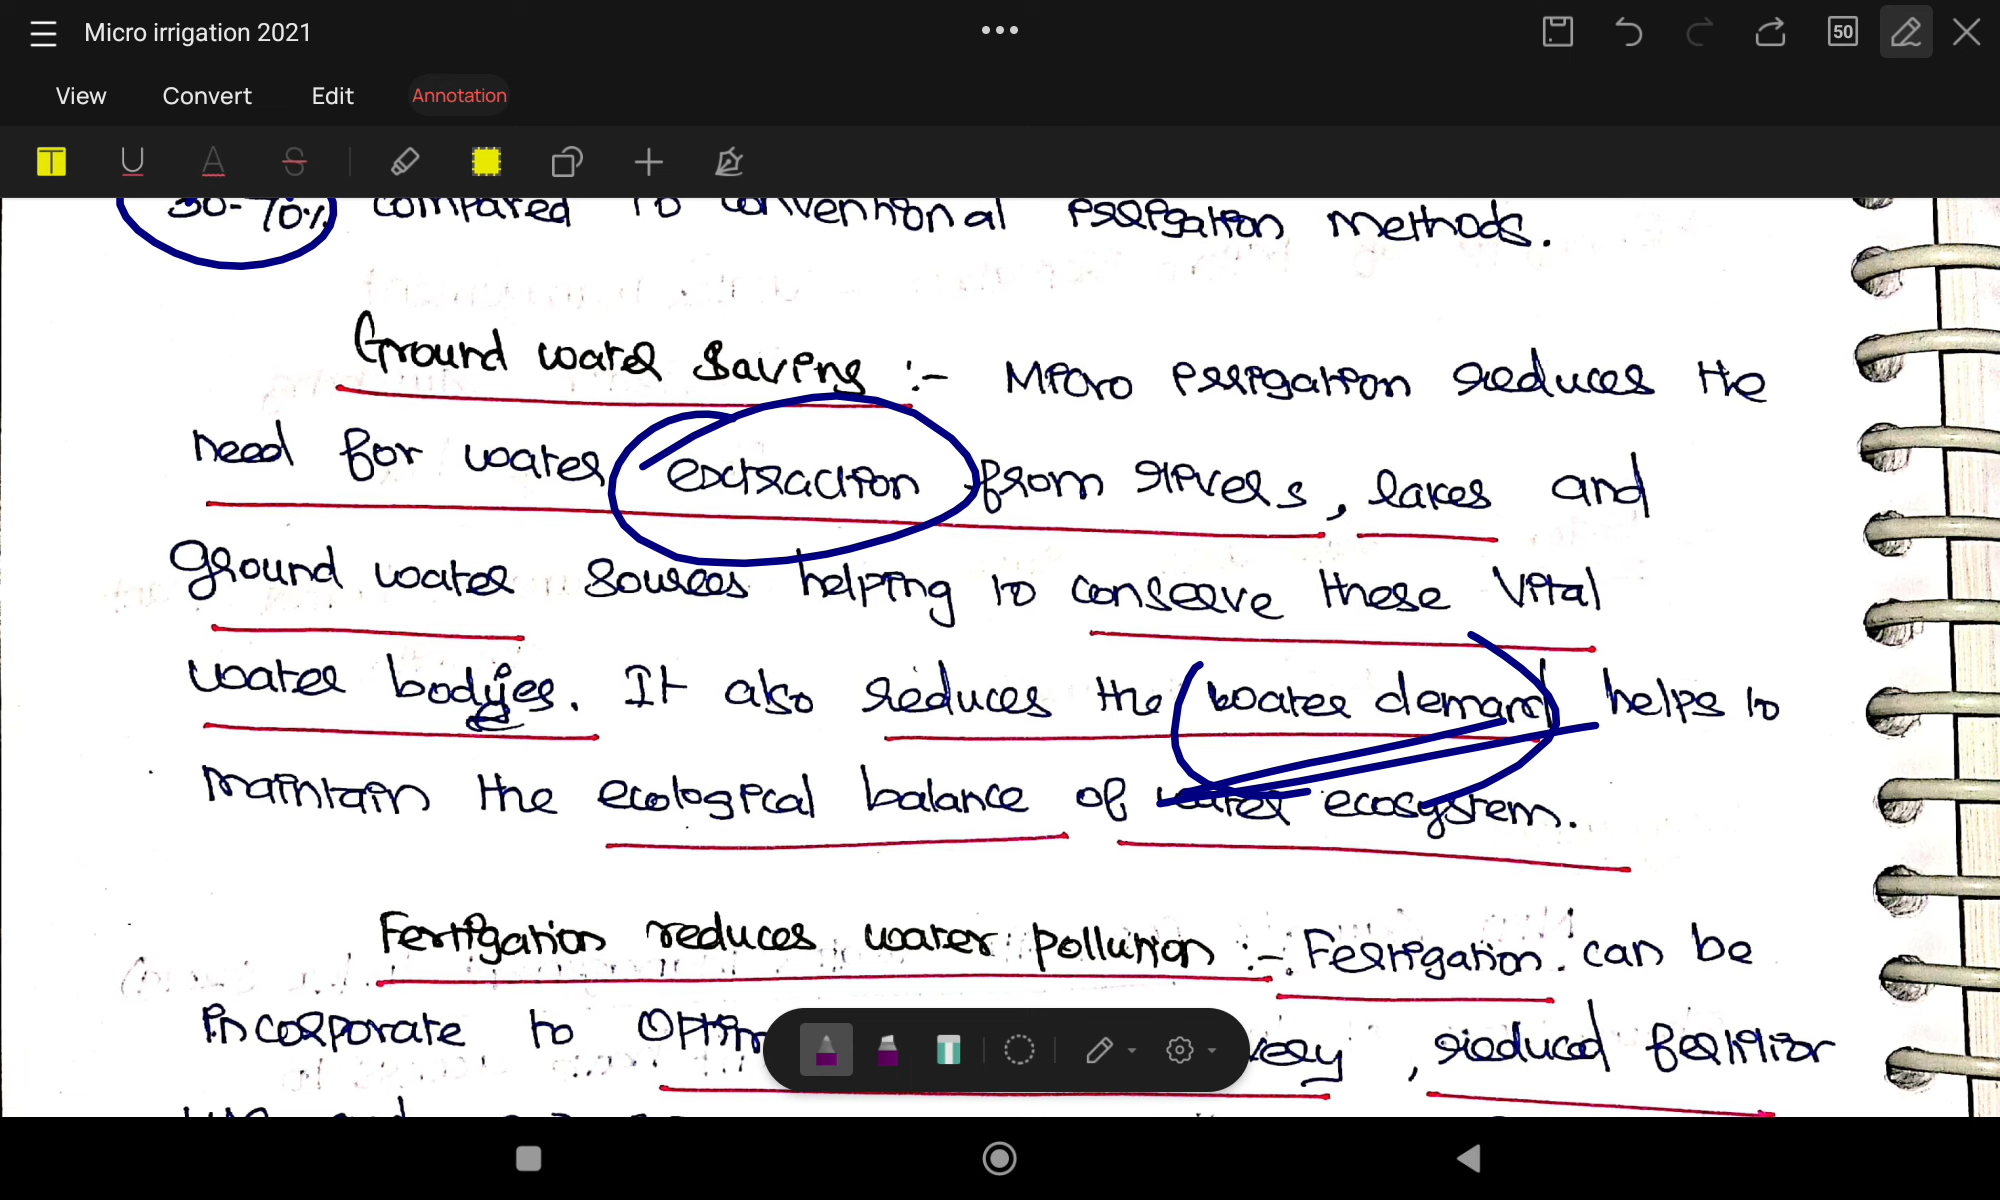 Micro irrigation 2021
50
View Convert Edit Annotation
30-70% compared to conventional irrigation methods.
Ground water Saving :- Micro irrigation reduces the
need for water extraction from rivers, lakes and
ground water sources helping to conserve these vital
water bodies. It also reduces the water demand helps to
maintain the ecological balance of water ecosystem.
Fertigation reduces water pollution :- Fertigation can be
incorporate to , reduced